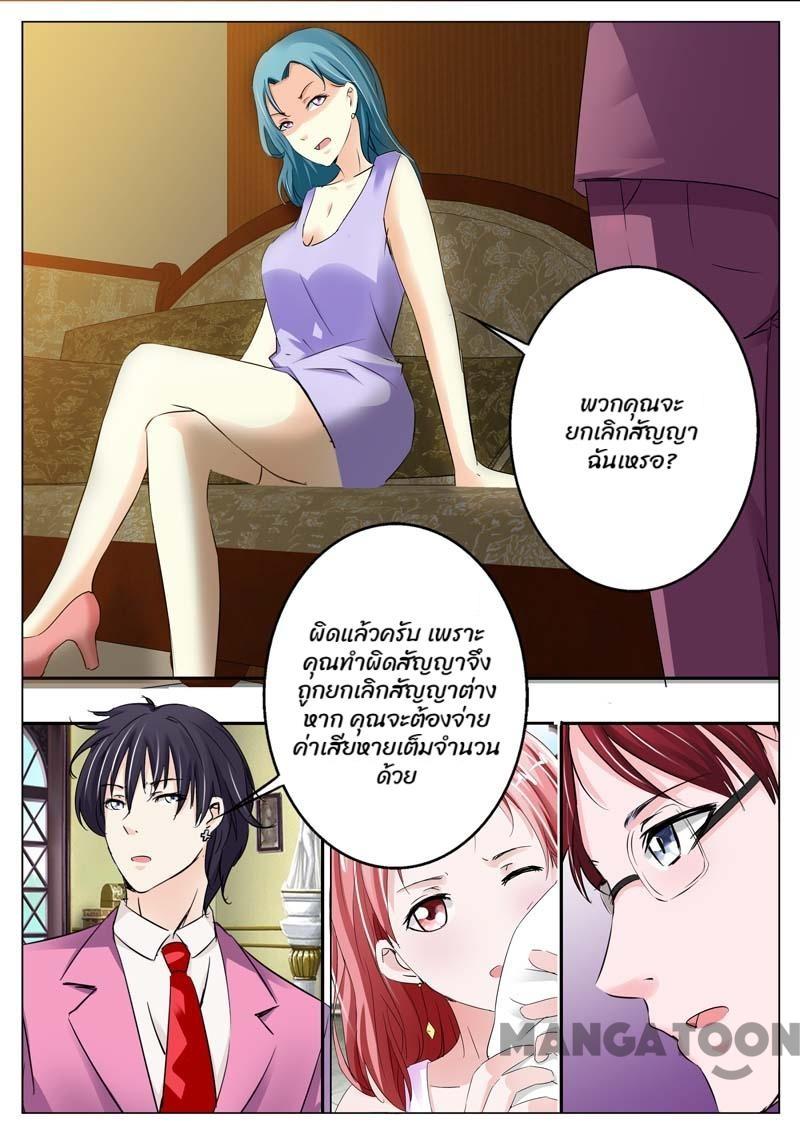 พวกคุณจะ
ยกเลิกสัญญา
ฉันเหรอ?
ผิดแล้วครับ เพราะ
คุณทำผิดสัญญาจึง
ถูกยกเลิกสัญญาต่าง
หาก คุณจะต้องจ่าย
ค่าเสียหายเต็มจำนวน
ด้วย
MANGATOON